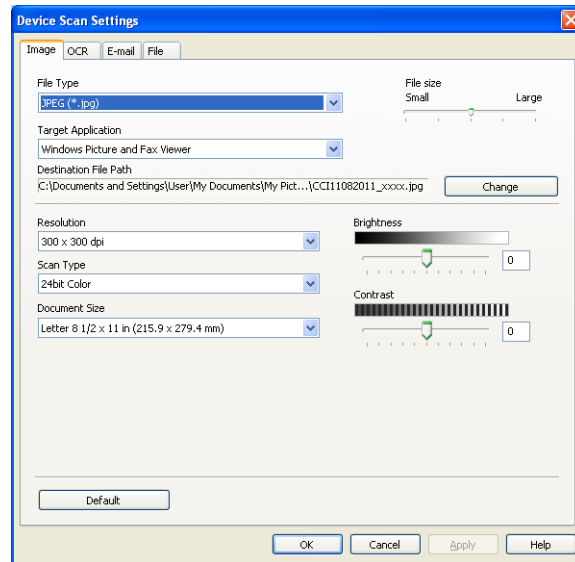 Device Scan Settings
Image OCR E-mail File
File Type
JPEG (*.jpg)
File size
Small Large
Target Application
Windows Picture and Fax Viewer
Destination File Path
C:\Documents and Settings\User\My Documents\My Pict...\CCI11082011_xxxx.jpg Change
Resolution
300 x 300 dpi
Scan Type
24bit Color
Document Size
Letter 8 1/2 x 11 in (215.9 x 279.4 mm)
Brightness
0
Contrast
0
Default
OK Cancel Apply Help